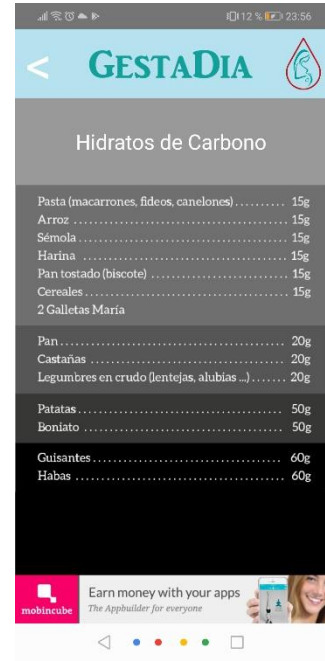 12 % 23:56
< GESTADIA
Hidratos de Carbono
Pasta (macarrones, fideos, canelones).......... 15g
Arroz .................................................. 15g
Sémola................................................. 15g
Harina ................................................ 15g
Pan tostado (biscote) ............................. 15g
Cereales............................................... 15g
2 Galletas María
Pan...................................................... 20g
Castañas .............................................. 20g
Legumbres en crudo (lentejas, alubias ...)....... 20g
Patatas................................................. 50g
Boniato ................................................ 50g
Guisantes.............................................. 60g
Habas .................................................. 60g
mobincube
Earn money with your apps
The Appbuilder for everyone